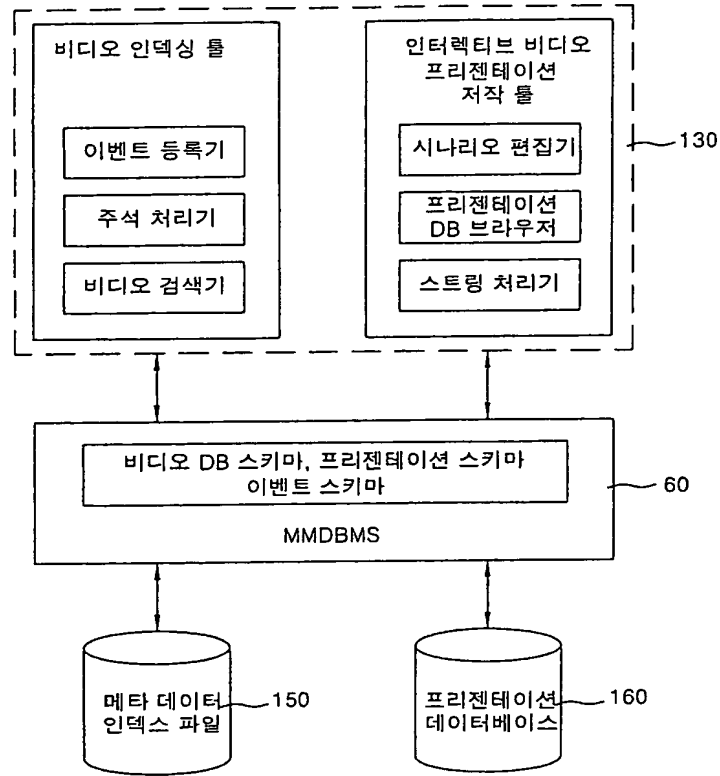 비디오 인덱싱 툴
이벤트 등록기
주석 처리기
비디오 검색기
인터렉티브 비디오
프리젠테이션
저작 툴
시나리오 편집기
프리젠테이션
DB 브라우저
스트링 처리기
130
비디오 DB 스키마, 프리젠테이션 스키마
이벤트 스키마
MMDBMS
60
메타 데이터
인덱스 파일
150
프리젠테이션
데이터베이스
160